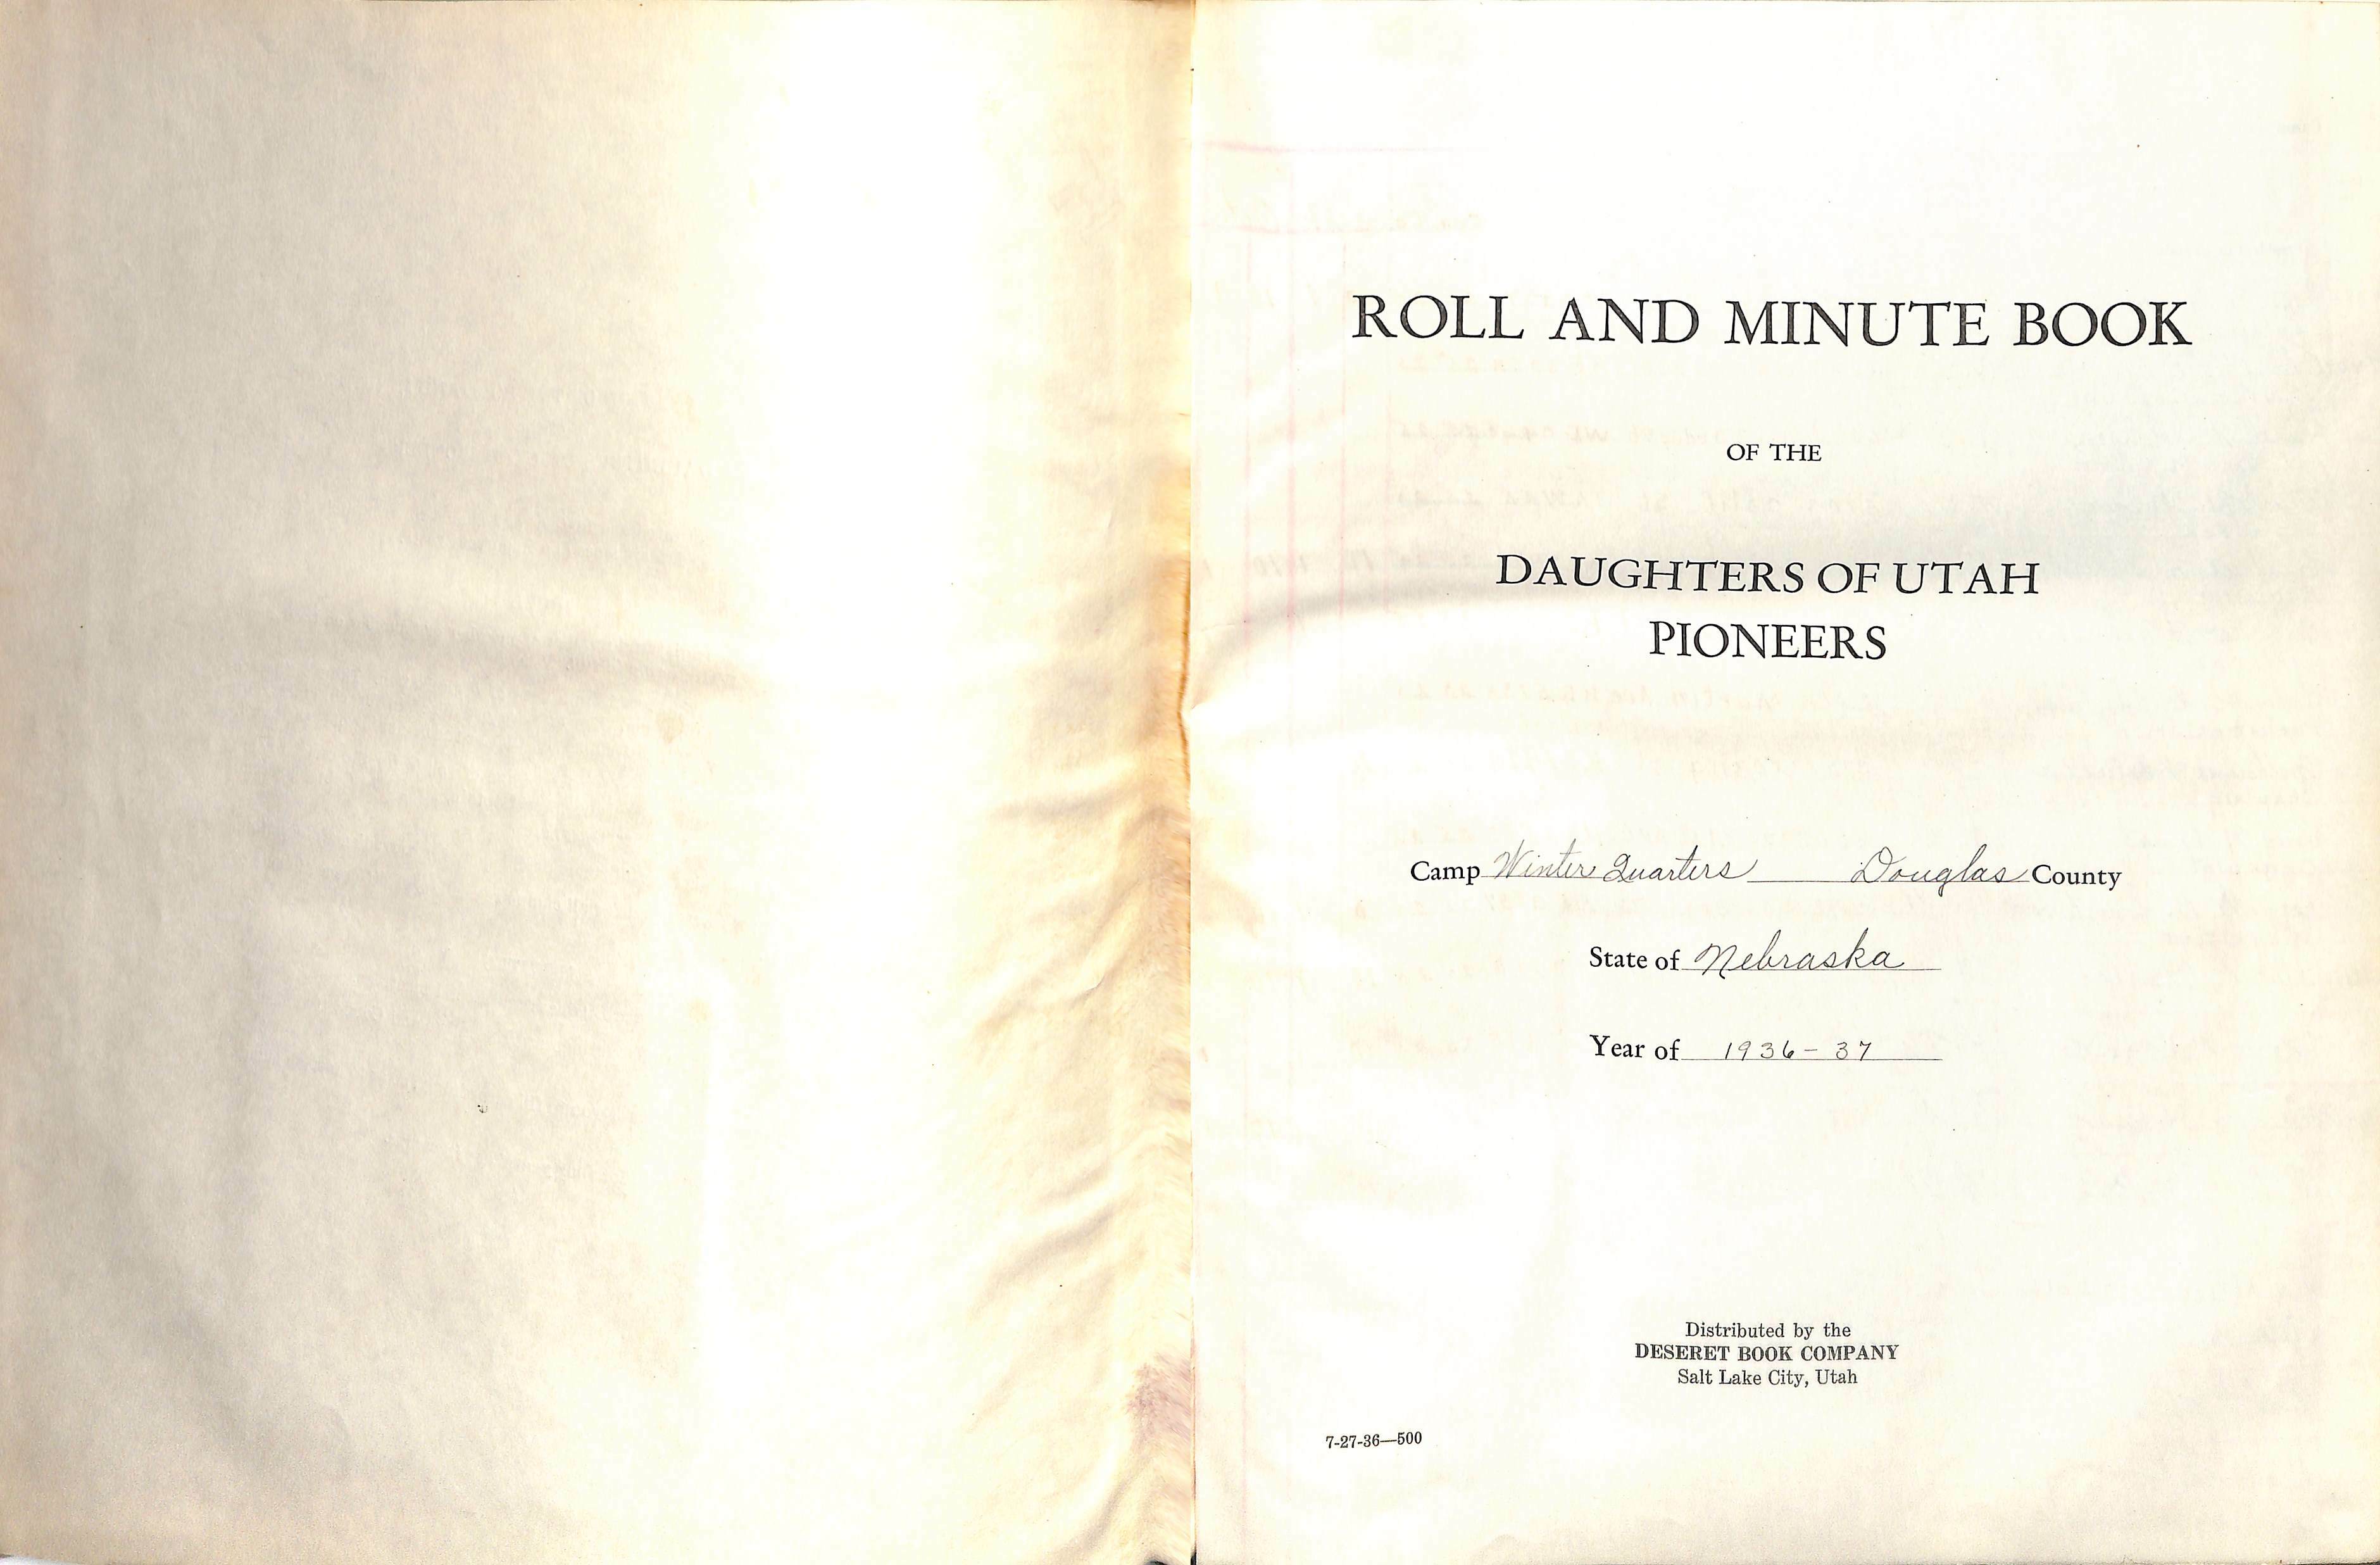 ROLL AND MINUTE BOOK
OF THE
DAUGHTERS OF UTAH
PIONEERS
Camp Winter Quarters Douglas County
State of Nebraska
Year of 1936-37
Distributed by the
DESERET BOOK COMPANY
Salt Lake City, Utah
7-27-36—500